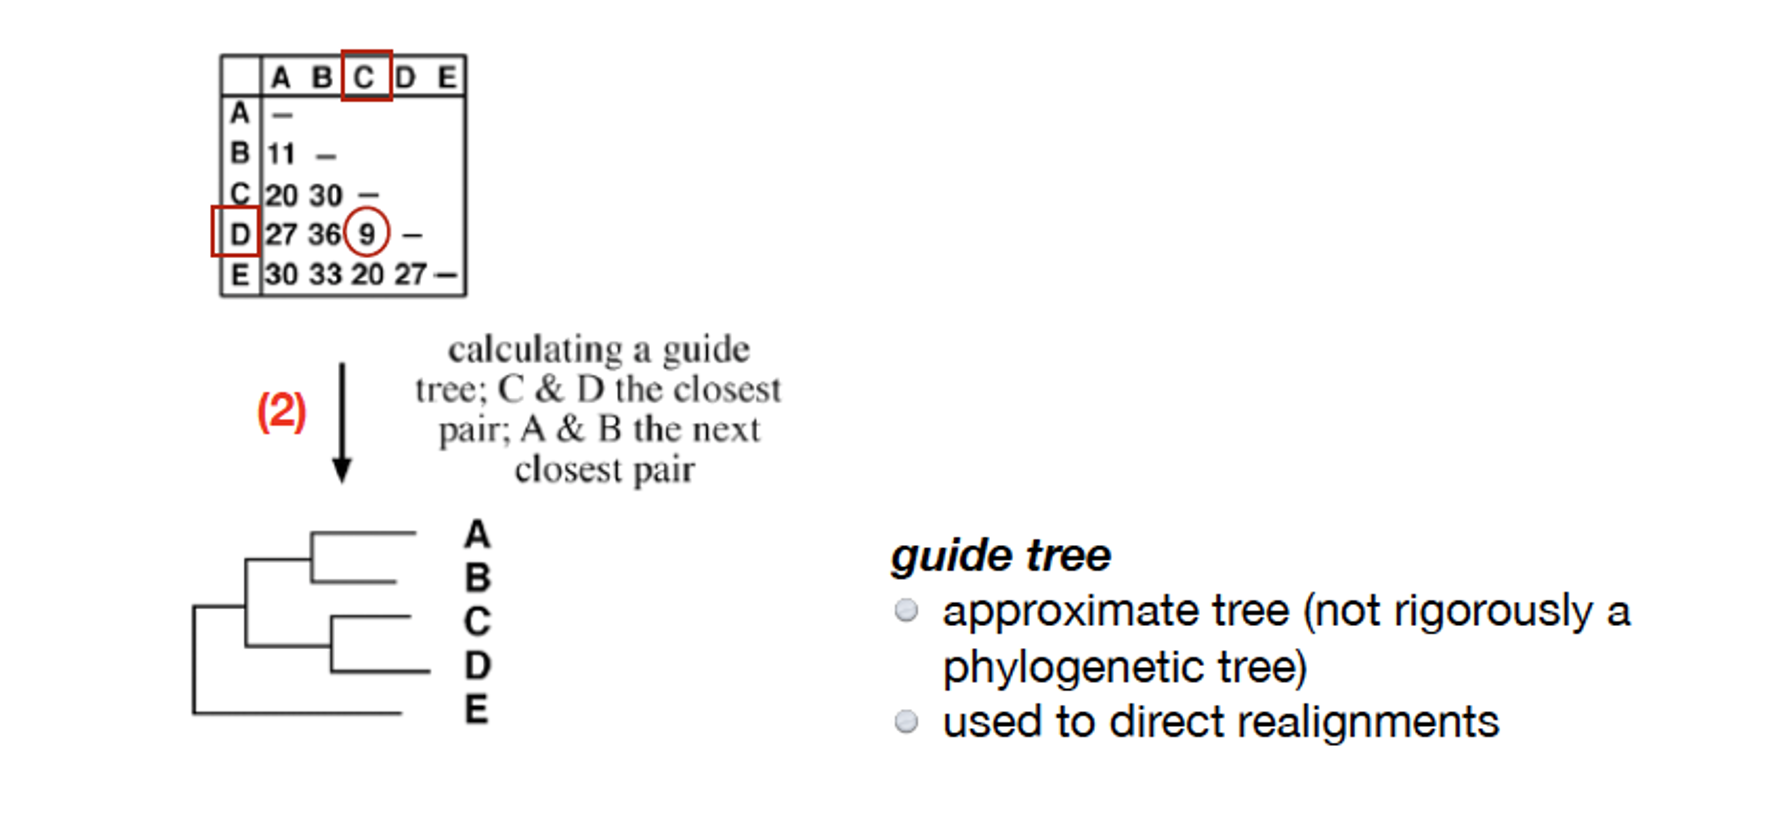 A B C D E
A –
B 11 –
C 20 30 –
D 27 36 9 –
E 30 33 20 27 –
(2)
calculating a guide
tree; C & D the closest
pair; A & B the next
closest pair
A
B
C
D
E
guide tree
approximate tree (not rigorously a
phylogenetic tree)
used to direct realignments